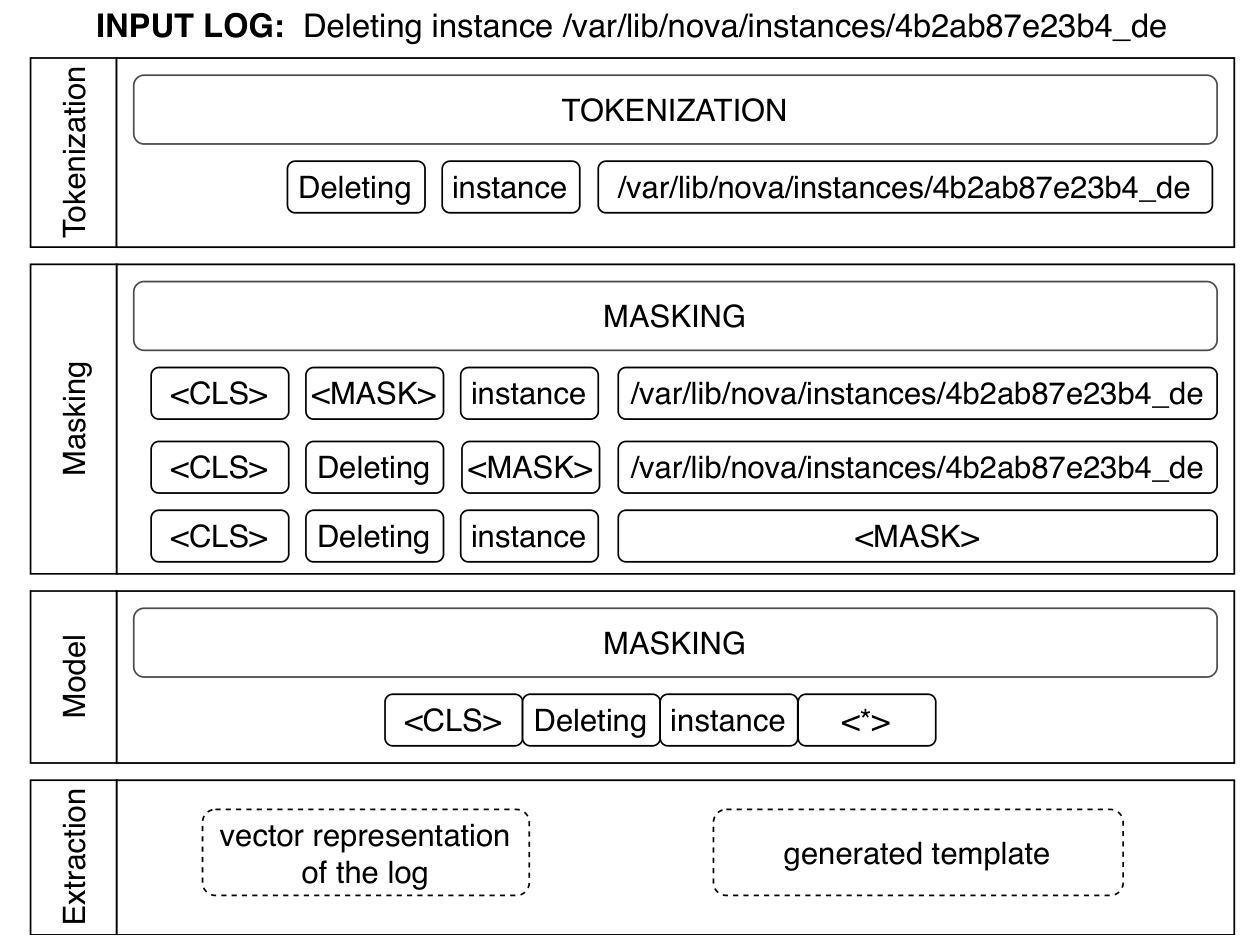 INPUT LOG: Deleting instance /var/lib/nova/instances/4b2ab87e23b4_de
Tokenization
TOKENIZATION
Deleting instance /var/lib/nova/instances/4b2ab87e23b4_de
Masking
MASKING
<CLS> <MASK> instance /var/lib/nova/instances/4b2ab87e23b4_de
<CLS> Deleting <MASK> /var/lib/nova/instances/4b2ab87e23b4_de
<CLS> Deleting instance <MASK>
Model
MASKING
<CLS> Deleting instance <*>
Extraction
vector representation
of the log
generated template